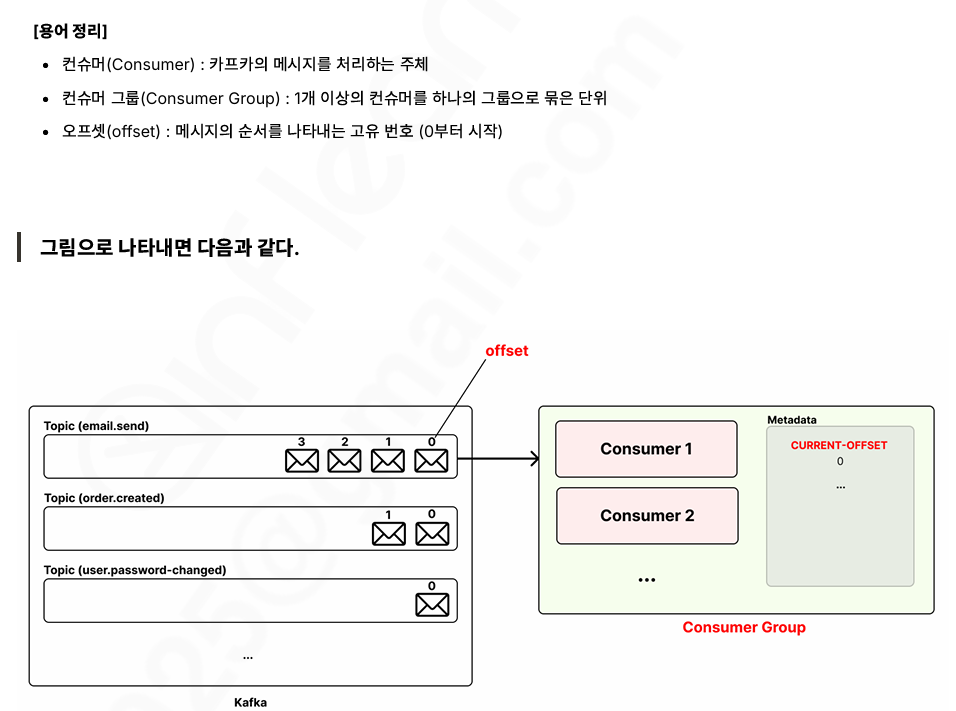 [용어 정리]
컨슈머(Consumer) : 카프카의 메시지를 처리하는 주체
컨슈머 그룹(Consumer Group) : 1개 이상의 컨슈머를 하나의 그룹으로 묶은 단위
오프셋(offset) : 메시지의 순서를 나타내는 고유 번호 (0부터 시작)
그림으로 나타내면 다음과 같다.
offset
Topic (email.send)
3 2 1 0
Topic (order.created)
1 0
Topic (user.password-changed)
0
...
Kafka
Consumer 1
Consumer 2
...
Metadata
CURRENT-OFFSET
0
...
Consumer Group